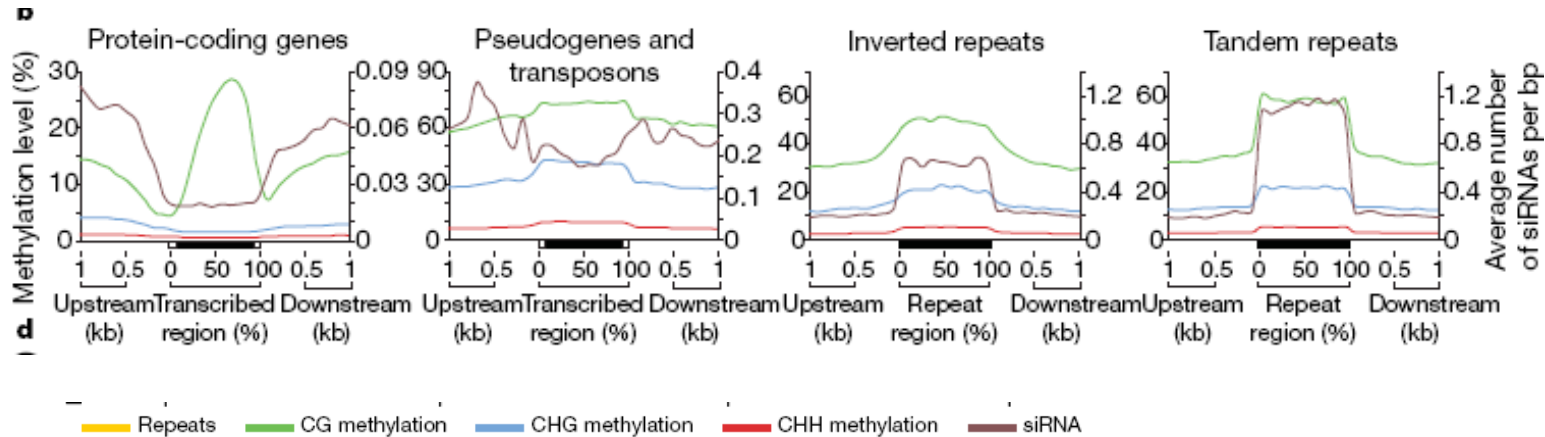 b
Protein-coding genes
Pseudogenes and
transposons
Inverted repeats
Tandem repeats
Methylation level (%)
30
20
10
0
0.09
0.06
0.03
0
90
60
30
0
0.4
0.3
0.2
0.1
0
60
40
20
0
1.2
0.8
0.4
0
60
40
20
0
1.2
0.8
0.4
0
Average number
of siRNAs per bp
1 0.5 0 50 100 0.5 1
1 0.5 0 50 100 0.5 1
1 0.5 0 50 100 0.5 1
1 0.5 0 50 100 0.5 1
Upstream Transcribed Downstream
(kb) region (%) (kb)
Upstream Transcribed Downstream
(kb) region (%) (kb)
Upstream Repeat Downstream
(kb) region (%) (kb)
Upstream Repeat Downstream
(kb) region (%) (kb)
d
Repeats CG methylation CHG methylation CHH methylation siRNA